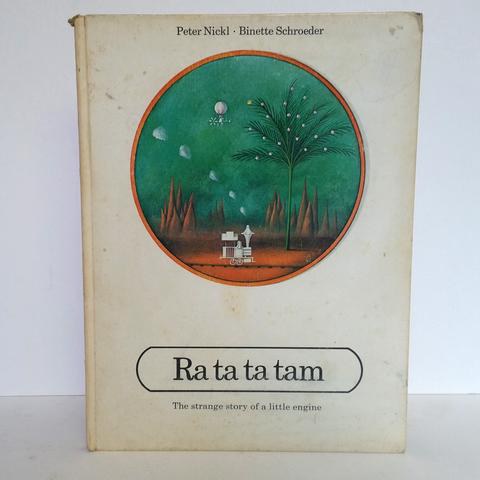 Peter Nickl · Binette Schroeder
Ra ta ta tam
The strange story of a little engine